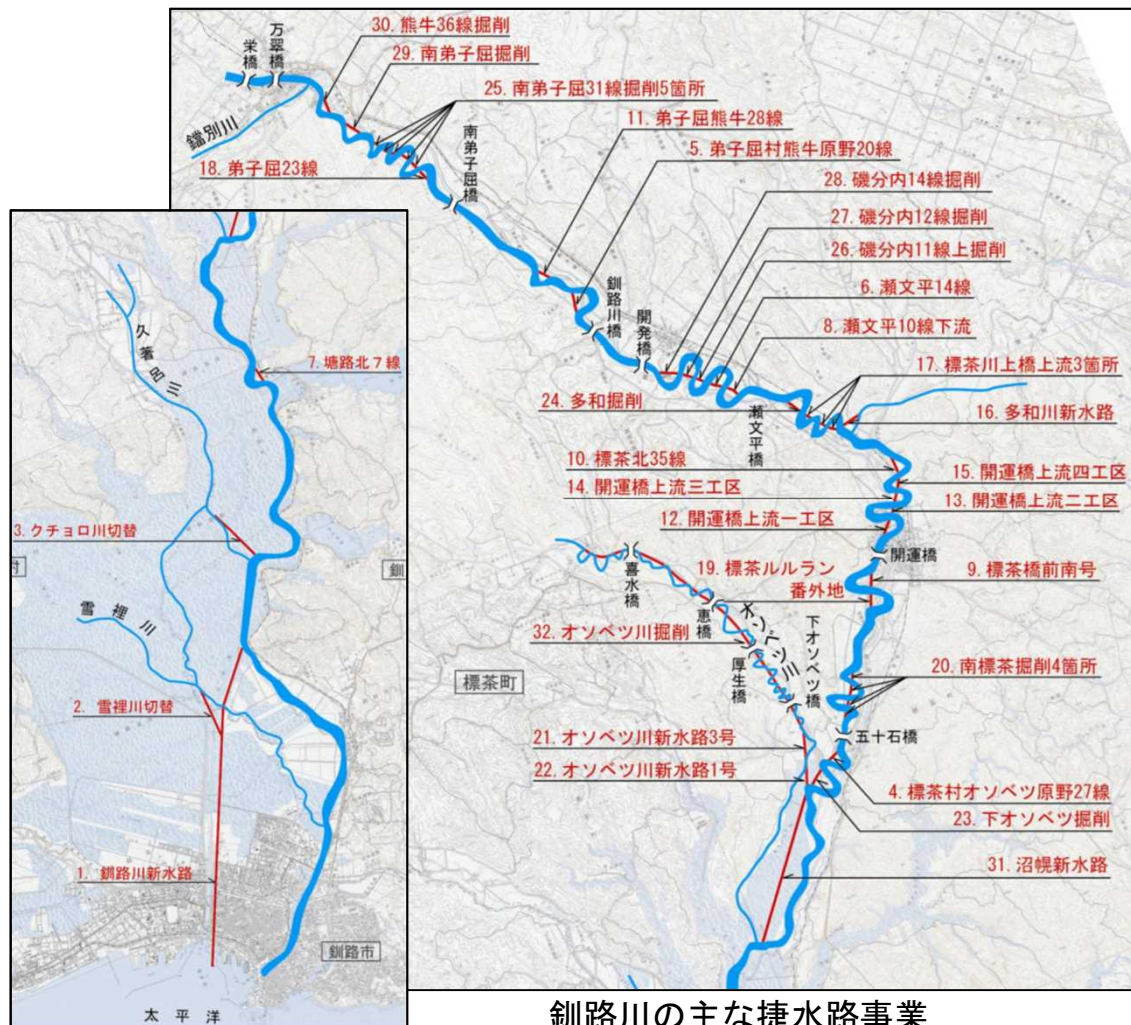 30. 熊牛36線掘削
29. 南弟子屈掘削
25. 南弟子屈31線掘削5箇所
11. 弟子屈熊牛28線
5. 弟子屈村熊牛原野20線
28. 磯分内14線掘削
27. 磯分内12線掘削
26. 磯分内11線上掘削
6. 瀬文平14線
8. 瀬文平10線下流
17. 標茶川上橋上流3箇所
16. 多和川新水路
栄橋
万翠橋
鐺別川
18. 弟子屈23線
南弟子屈橋
釧路川橋
開発橋
24. 多和掘削
瀬文平橋
10. 標茶北35線
14. 開運橋上流三工区
12. 開運橋上流一工区
15. 開運橋上流四工区
13. 開運橋上流二工区
開運橋
9. 標茶橋前南号
19. 標茶ルルラン
番外地
喜水橋
恵橋
オソベツ川
32. オソベツ川掘削
厚生橋
下オソベツ橋
標茶町
20. 南標茶掘削4箇所
五十石橋
21. オソベツ川新水路3号
22. オソベツ川新水路1号
4. 標茶村オソベツ原野27線
23. 下オソベツ掘削
31. 沼幌新水路
久著呂川
7. 塘路北7線
3. クチョロ川切替
村
釧
雪裡川
2. 雪裡川切替
1. 釧路川新水路
釧路市
太平洋
釧路川の主な捷水路事業